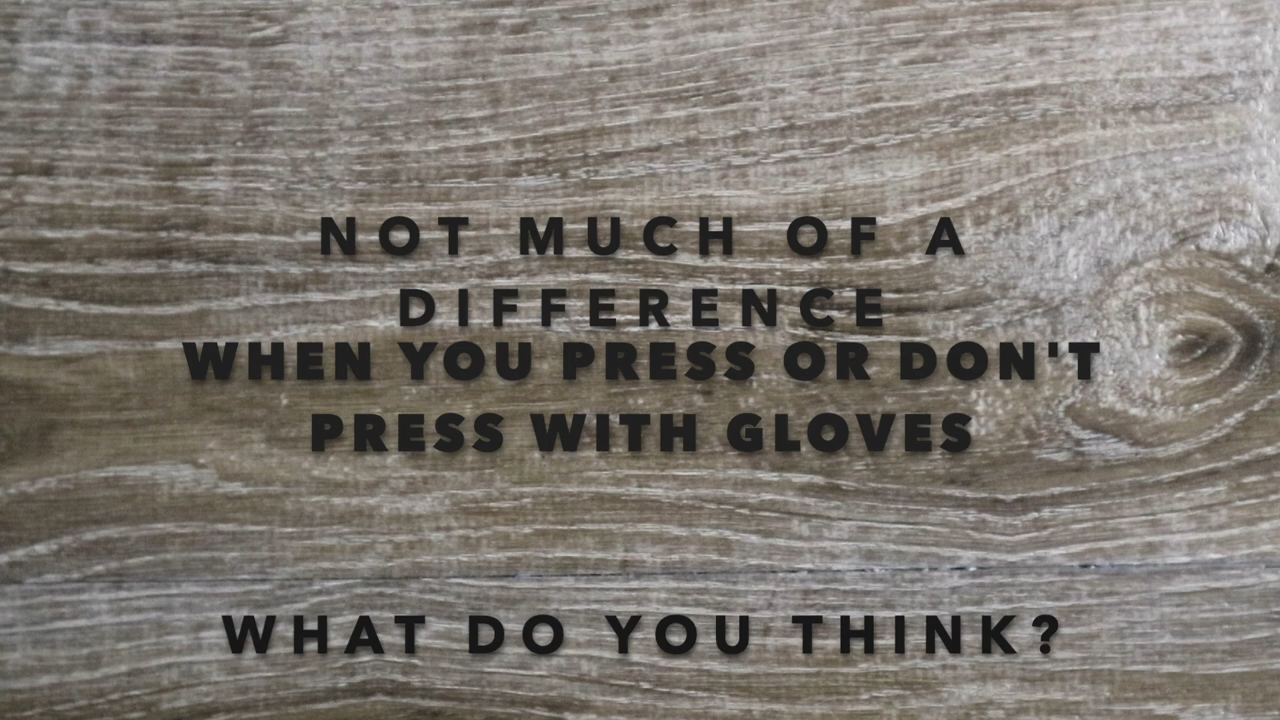 NOT MUCH OF A
DIFFERENCE
WHEN YOU PRESS OR DON'T
PRESS WITH GLOVES
WHAT DO YOU THINK?